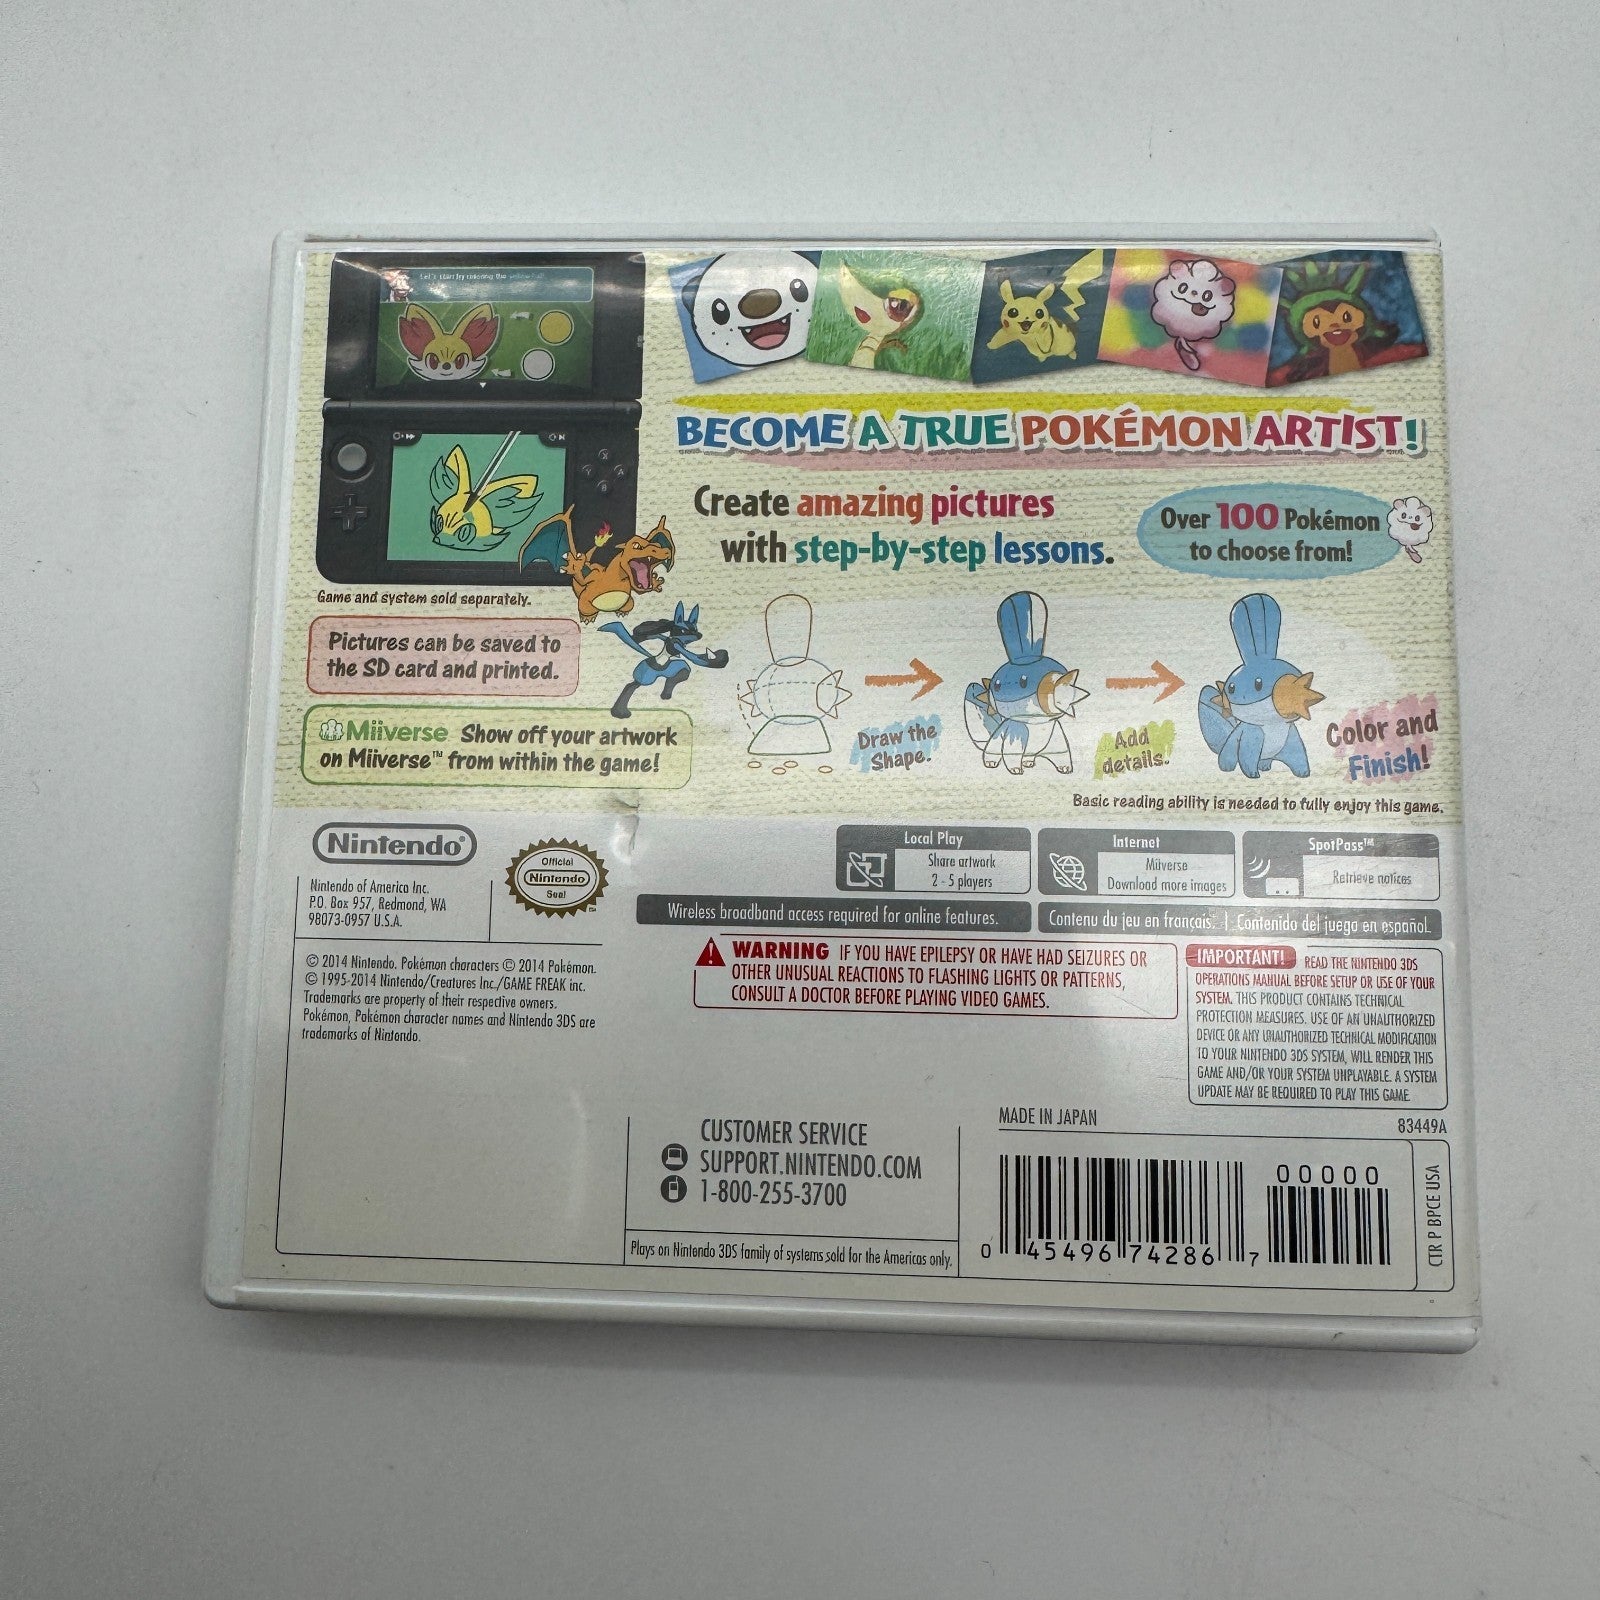 Let's start by coloring the yellow ball
BECOME A TRUE POKÉMON ARTIST!
Create amazing pictures
with step-by-step lessons.
Over 100 Pokémon
to choose from!
Game and system sold separately.
Pictures can be saved to
the SD card and printed.
Miiverse Show off your artwork
on Miiverse™ from within the game!
Draw the
Shape.
Add
details.
Color and
Finish!
Basic reading ability is needed to fully enjoy this game.
Nintendo®
Nintendo of America Inc.
P.O. Box 957, Redmond, WA
98073-0957 U.S.A.
Official
Nintendo
Seal
™
Local Play
Share artwork
2 - 5 players
Internet
Miiverse
Download more images
SpotPass™
Retrieve notices
Wireless broadband access required for online features.
Contenu du jeu en français. | Contenido del juego en español.
© 2014 Nintendo. Pokémon characters © 2014 Pokémon.
© 1995-2014 Nintendo/Creatures Inc./GAME FREAK inc.
Trademarks are property of their respective owners.
Pokémon, Pokémon character names and Nintendo 3DS are
trademarks of Nintendo.
WARNING IF YOU HAVE EPILEPSY OR HAVE HAD SEIZURES OR
OTHER UNUSUAL REACTIONS TO FLASHING LIGHTS OR PATTERNS,
CONSULT A DOCTOR BEFORE PLAYING VIDEO GAMES.
IMPORTANT! READ THE NINTENDO 3DS
OPERATIONS MANUAL BEFORE SETUP OR USE OF YOUR
SYSTEM. THIS PRODUCT CONTAINS TECHNICAL
PROTECTION MEASURES. USE OF AN UNAUTHORIZED
DEVICE OR ANY UNAUTHORIZED TECHNICAL MODIFICATION
TO YOUR NINTENDO 3DS SYSTEM, WILL RENDER THIS
GAME AND/OR YOUR SYSTEM UNPLAYABLE. A SYSTEM
UPDATE MAY BE REQUIRED TO PLAY THIS GAME.
CUSTOMER SERVICE
SUPPORT.NINTENDO.COM
1-800-255-3700
Plays on Nintendo 3DS family of systems sold for the Americas only.
MADE IN JAPAN
83449A
00000
0 45496 74286 7
CTR P BPCE USA